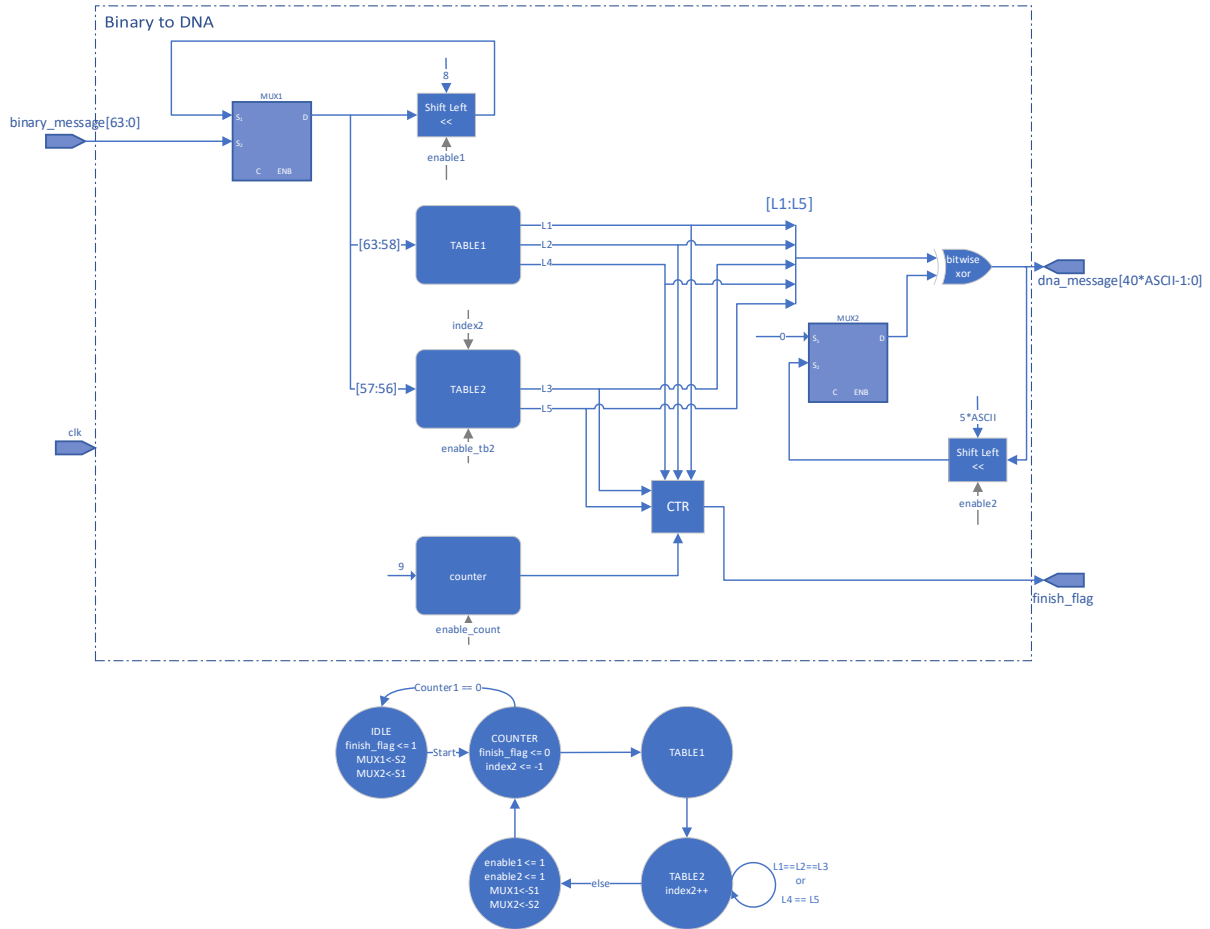 Binary to DNA
8
MUX1
S₁
D
S₂
C ENB
Shift Left
<<
enable1
binary_message[63:0]
[L1:L5]
[63:58]
TABLE1
L1
L2
L4
bitwise
xor
dna_message[40*ASCII-1:0]
index2
MUX2
0
S₁
D
S₂
C ENB
[57:56]
TABLE2
L3
L5
enable_tb2
clk
5*ASCII
Shift Left
<<
enable2
CTR
9
counter
enable_count
finish_flag
Counter1 == 0
IDLE
finish_flag <= 1
MUX1<-S2
MUX2<-S1
Start
COUNTER
finish_flag <= 0
index2 <= -1
TABLE1
enable1 <= 1
enable2 <= 1
MUX1<-S1
MUX2<-S2
else
TABLE2
index2++
L1==L2==L3
or
L4 == L5